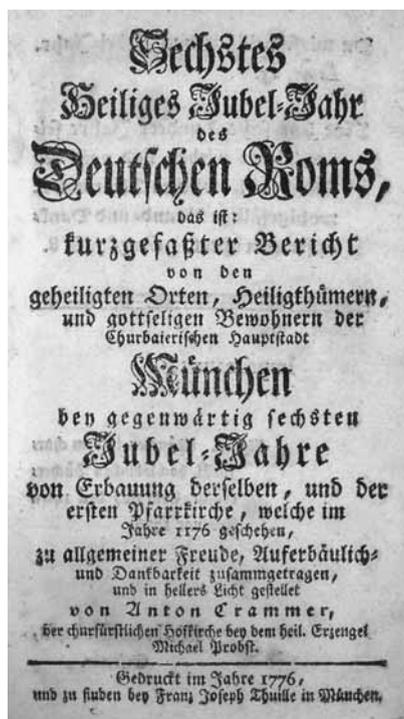 Sechstes
Heiliges Jubel-Jahr
des
Deutschen Roms,
das ist:
kurzgefaßter Bericht
von den
geheiligten Orten, Heiligthümern,
und gottseligen Bewohnern der
Churbaierischen Hauptstadt
München
bey gegenwärtig sechsten
Jubel-Jahre
von Erbauung derselben, und der
ersten Pfarrkirche, welche im
Jahre 1176 geschehen,
zu allgemeiner Freude, Auferbäulich-
und Dankbarkeit zusammgetragen,
und in hellers Licht gestellet
von Anton Crammer,
der churfürstlichen Hofkirche bey dem heil. Erzengel
Michael Probst.
Gedruckt im Jahre 1776,
und zu finden bey Franz Joseph Thuille in München.